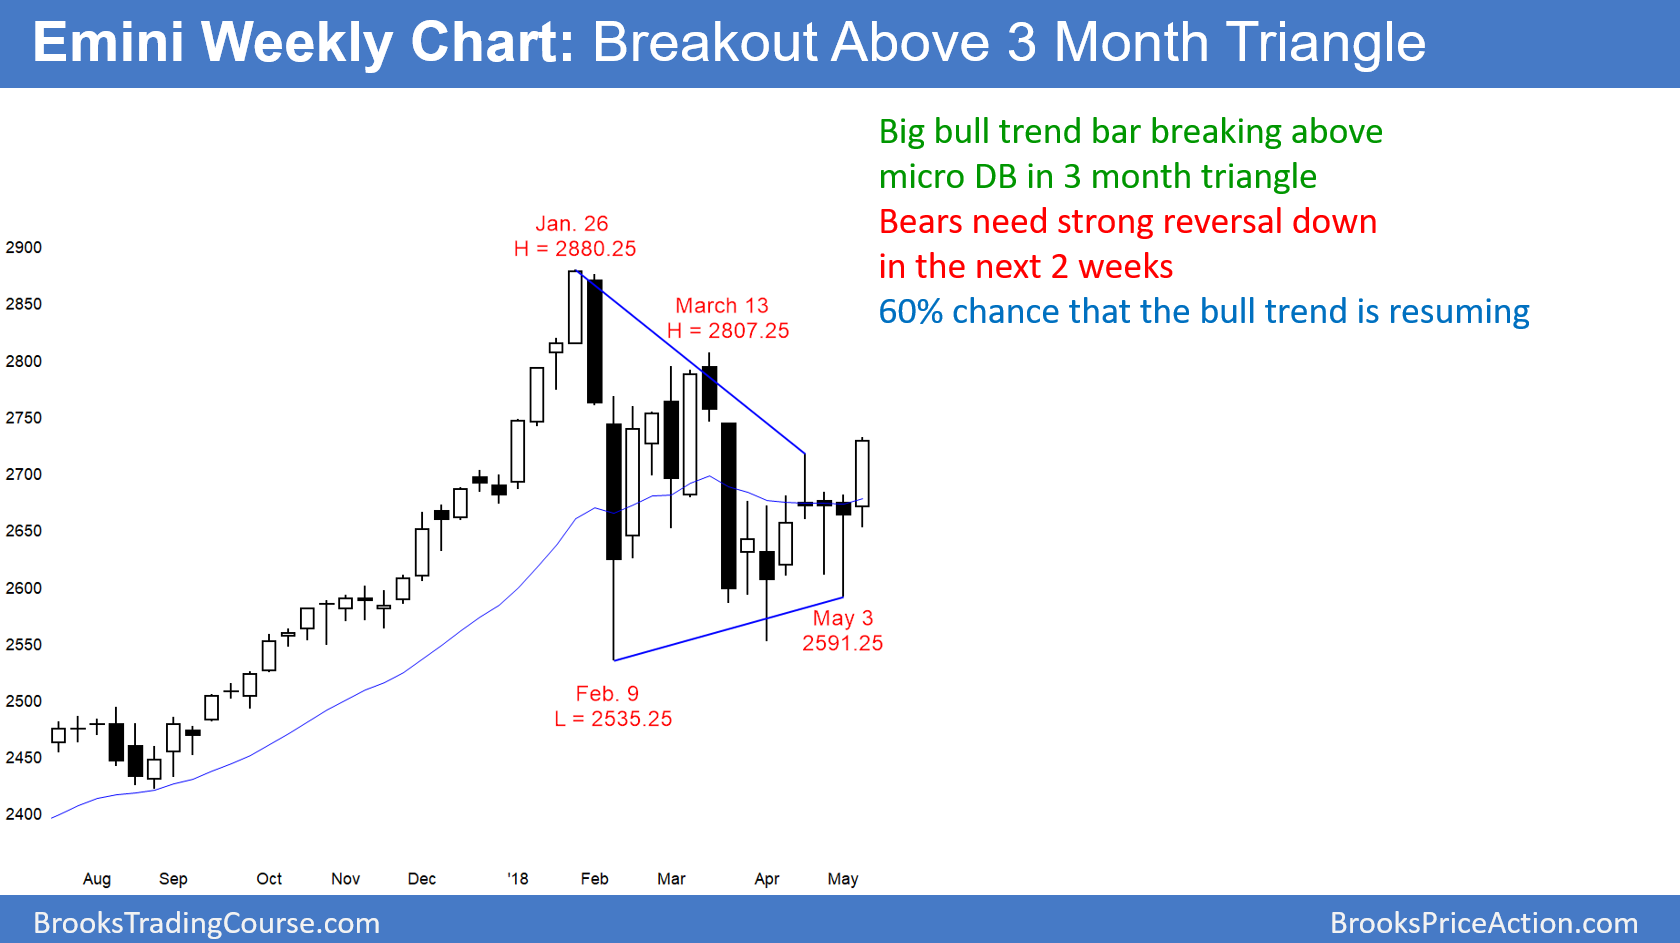 Emini Weekly Chart: Breakout Above 3 Month Triangle
Big bull trend bar breaking above
micro DB in 3 month triangle
Bears need strong reversal down
in the next 2 weeks
60% chance that the bull trend is resuming
Jan. 26
H = 2880.25
March 13
H = 2807.25
May 3
2591.25
Feb. 9
L = 2535.25
2900
2850
2800
2750
2700
2650
2600
2550
2500
2450
2400
Aug Sep Oct Nov Dec '18 Feb Mar Apr May
BrooksTradingCourse.com BrooksPriceAction.com